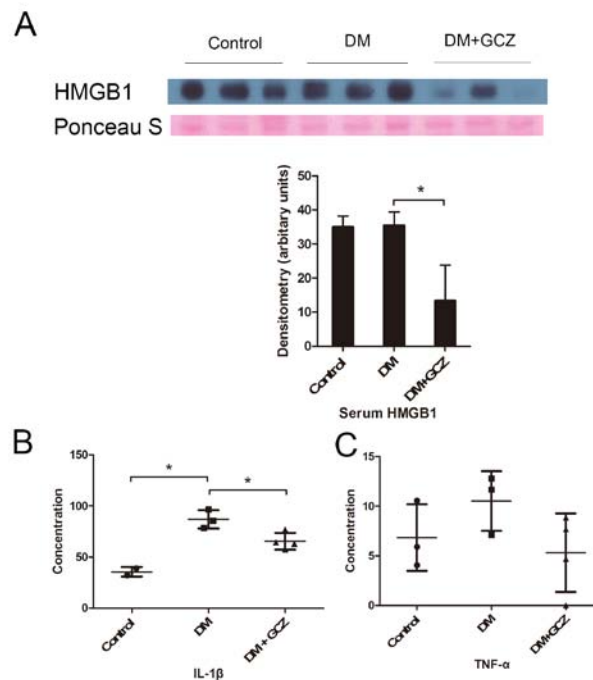 A
Control DM DM+GCZ
HMGB1
Ponceau S
Densitometry (arbitary units)
50
40
30
20
10
0
*
Control DM DM+GCZ
Serum HMGB1
B
Concentration
150
100
50
0
* *
Control DM DM+GCZ
IL-1β
C
Concentration
15
10
5
0
Control DM DM+GCZ
TNF-α